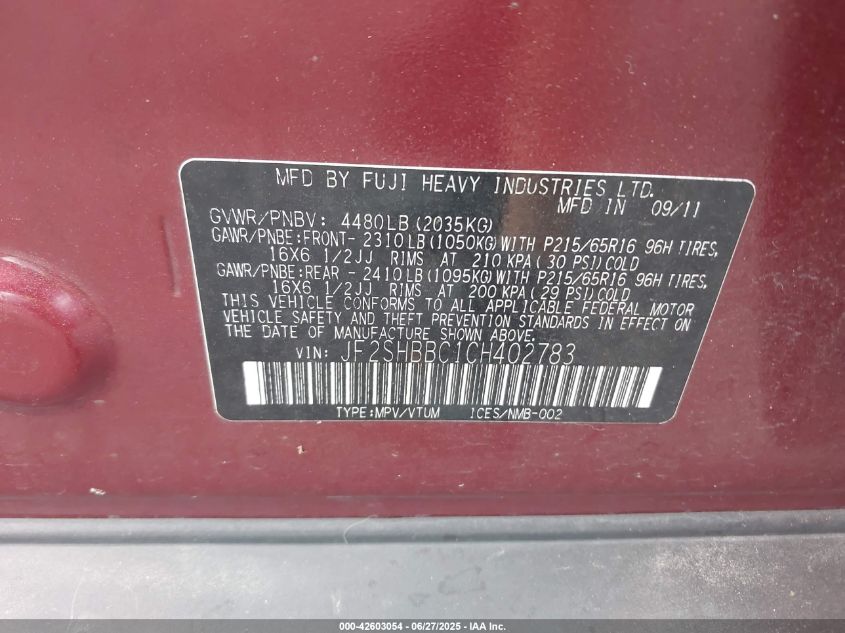 MFD BY FUJI HEAVY INDUSTRIES LTD.
MFD IN 09/11
GVWR/PNBV: 4480LB(2035KG)
GAWR/PNBE:FRONT- 2310LB(1050KG)WITH P215/65R16 96H TIRES,
16X6 1/2JJ RIMS AT 210 KPA(30 PSI)COLD
GAWR/PNBE:REAR - 2410LB(1095KG)WITH P215/65R16 96H TIRES,
16X6 1/2JJ RIMS AT 200 KPA(29 PSI)COLD
THIS VEHICLE CONFORMS TO ALL APPLICABLE FEDERAL MOTOR
VEHICLE SAFETY AND THEFT PREVENTION STANDARDS IN EFFECT ON
THE DATE OF MANUFACTURE SHOWN ABOVE.
VIN: JF2SHBBC1CH402783
TYPE:MPV/VTUM ICES/NMB-002
000-42603054 - 06/27/2025 - IAA Inc.